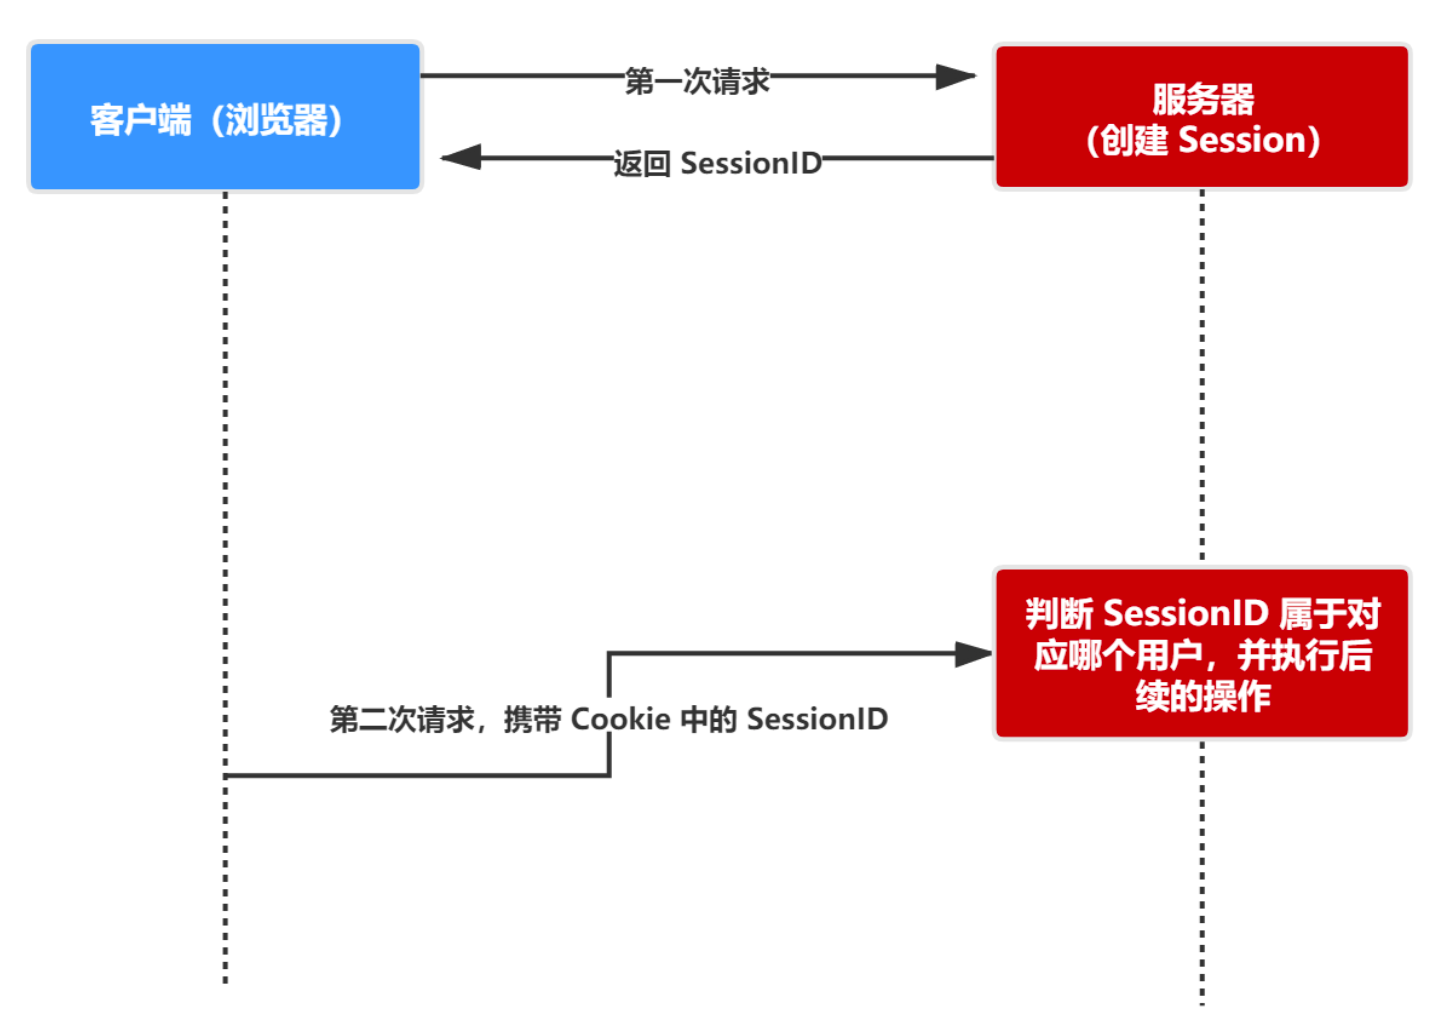 客户端（浏览器）
第一次请求
服务器
（创建 Session）
返回 SessionID
判断 SessionID 属于对
应哪个用户，并执行后
续的操作
第二次请求，携带 Cookie 中的 SessionID